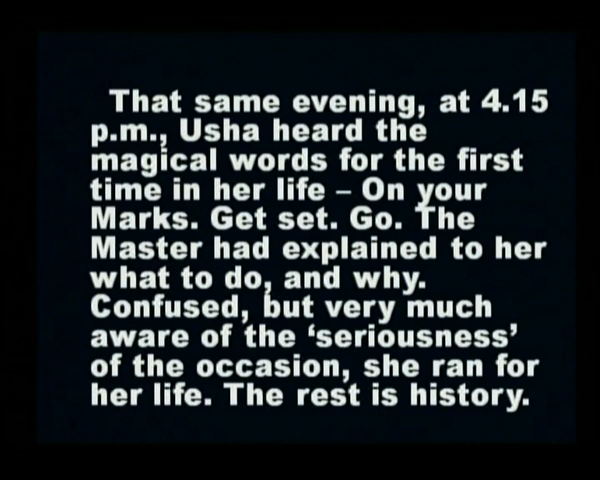 That same evening, at 4.15
p.m., Usha heard the
magical words for the first
time in her life – On your
Marks. Get set. Go. The
Master had explained to her
what to do, and why.
Confused, but very much
aware of the ‘seriousness’
of the occasion, she ran for
her life. The rest is history.